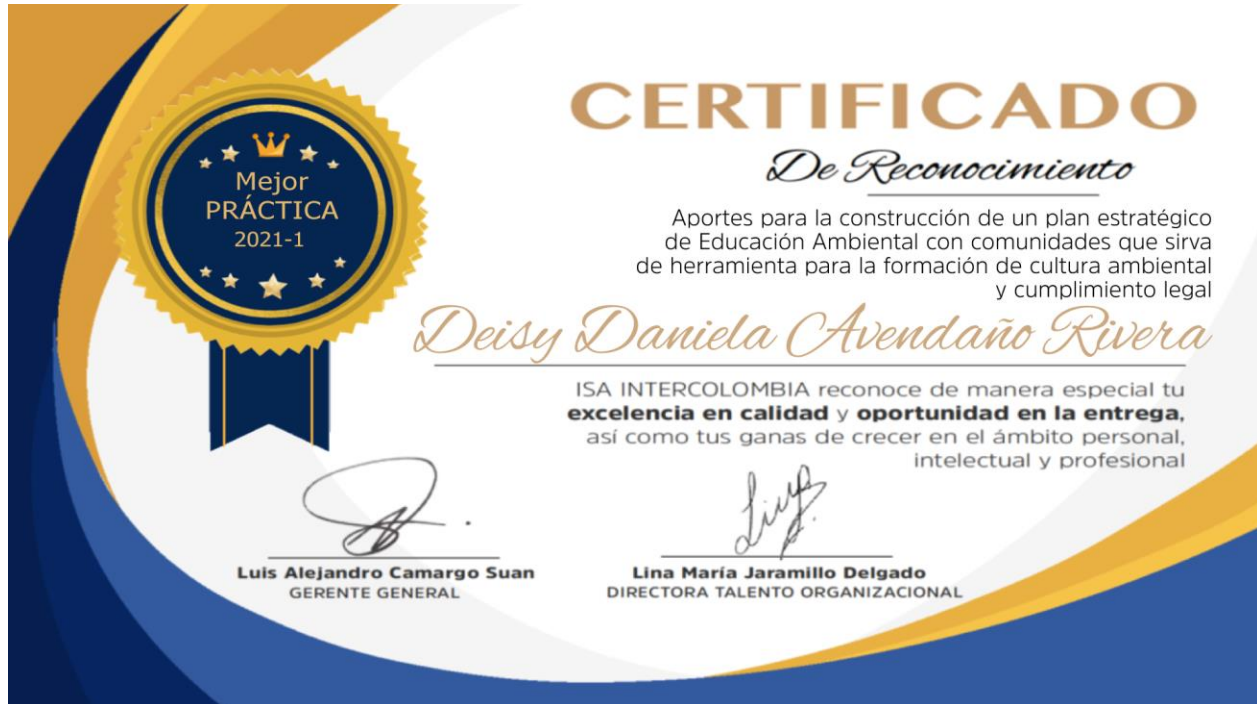 Mejor
PRÁCTICA
2021-1
CERTIFICADO
De Reconocimiento
Aportes para la construcción de un plan estratégico
de Educación Ambiental con comunidades que sirva
de herramienta para la formación de cultura ambiental
y cumplimiento legal
Deisy Daniela Avendaño Rivera
ISA INTERCOLOMBIA reconoce de manera especial tu
excelencia en calidad y oportunidad en la entrega,
así como tus ganas de crecer en el ámbito personal,
intelectual y profesional
Luis Alejandro Camargo Suan
GERENTE GENERAL
Lina María Jaramillo Delgado
DIRECTORA TALENTO ORGANIZACIONAL